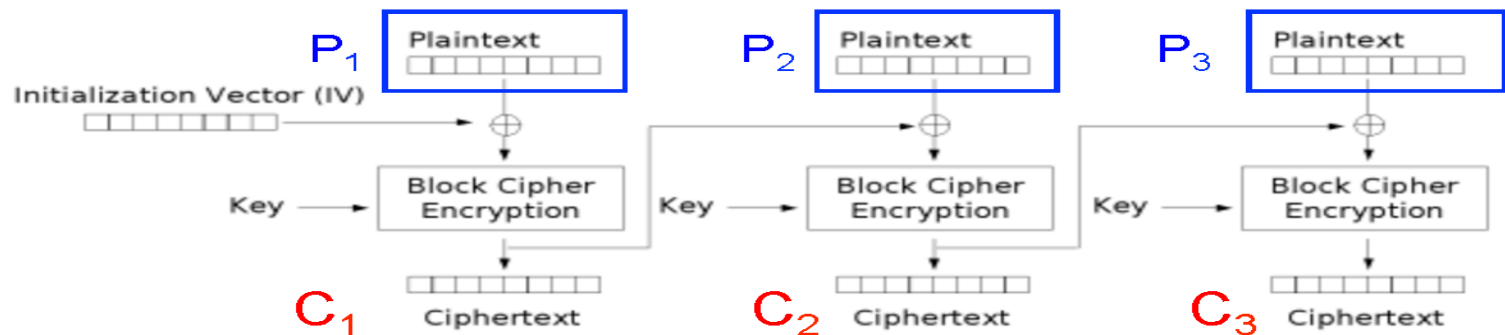 P₁ Plaintext
P₂ Plaintext
P₃ Plaintext
Initialization Vector (IV)
Key
Block Cipher
Encryption
Key
Block Cipher
Encryption
Key
Block Cipher
Encryption
C₁ Ciphertext
C₂ Ciphertext
C₃ Ciphertext